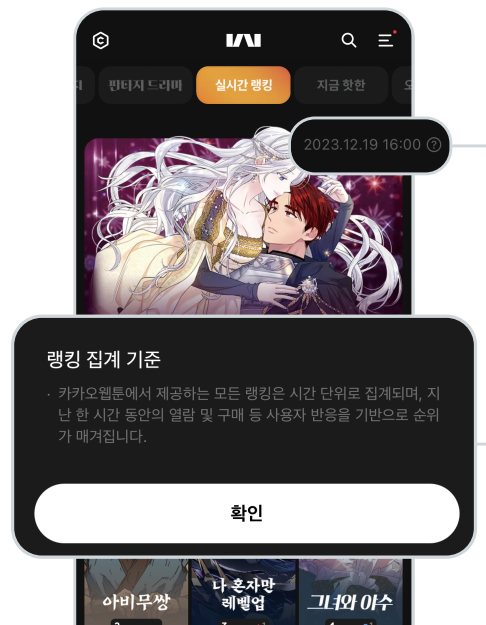 판타지 드라마
실시간 랭킹
지금 핫한
2023.12.19 16:00 ?
랭킹 집계 기준
· 카카오웹툰에서 제공하는 모든 랭킹은 시간 단위로 집계되며, 지
난 한 시간 동안의 열람 및 구매 등 사용자 반응을 기반으로 순위
가 매겨집니다.
확인
아비무쌍
나 혼자만
레벨업
그녀와 야수